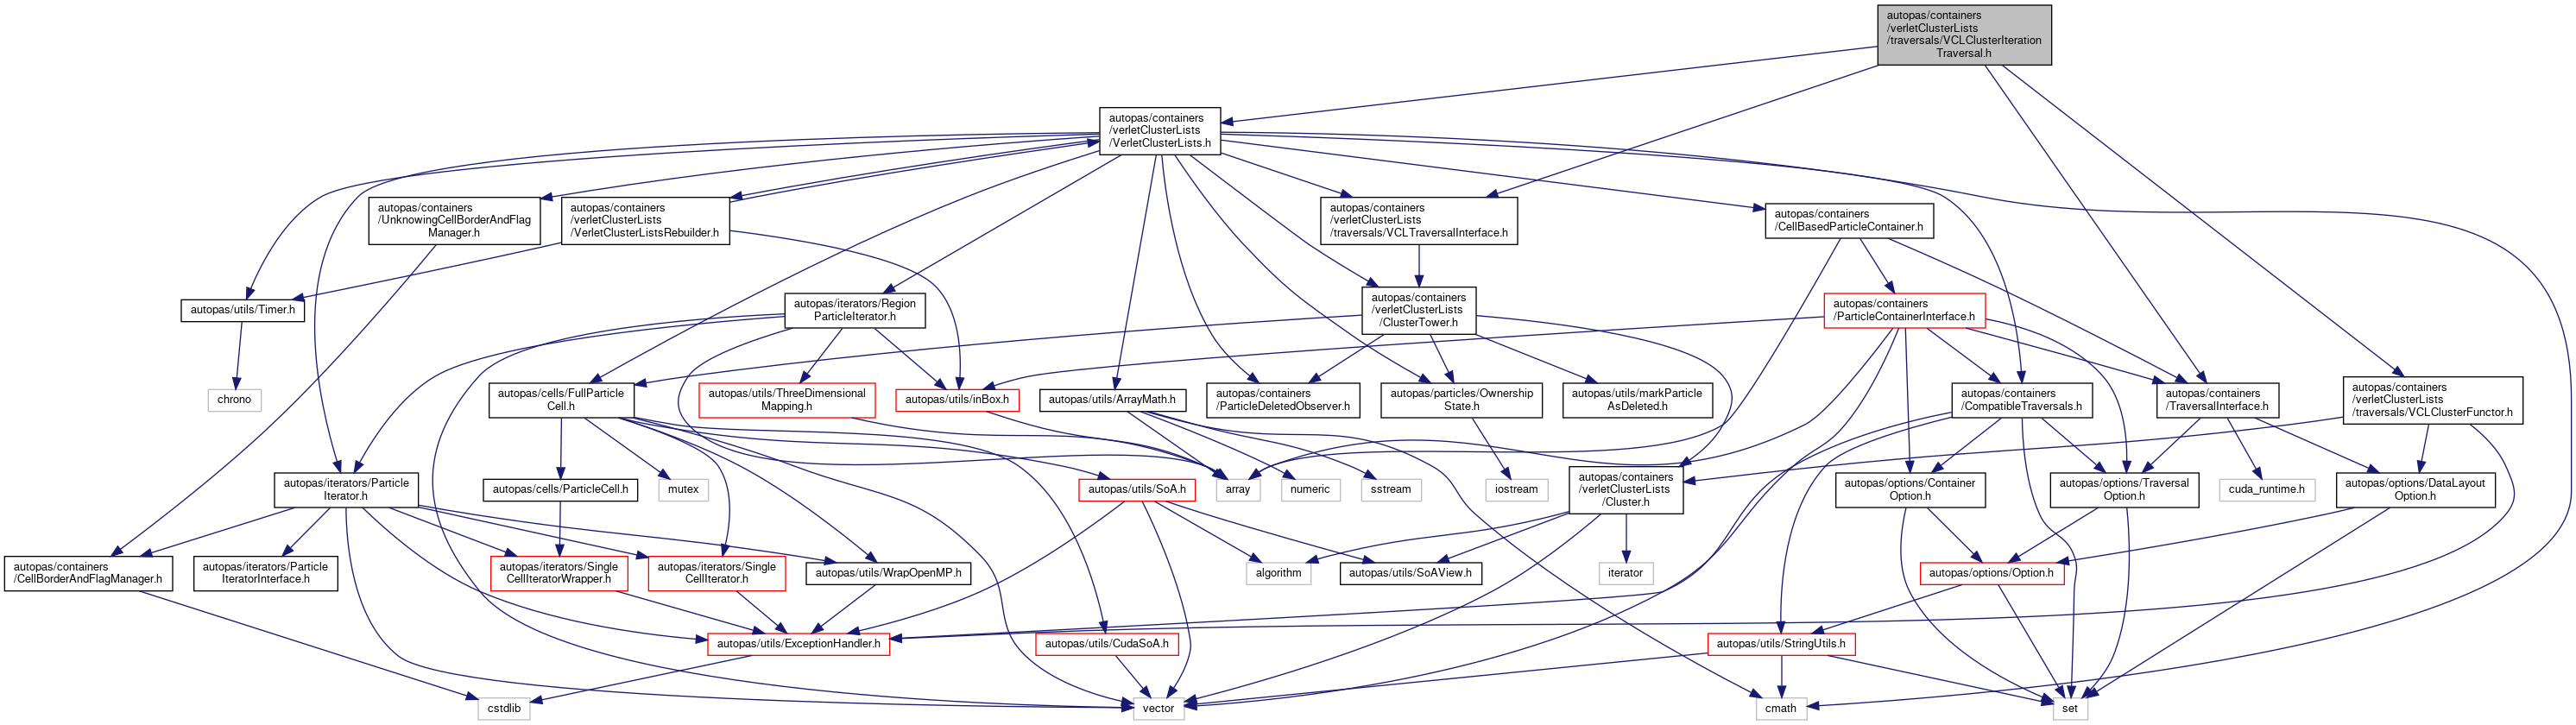 autopas/containers
/verletClusterLists
/traversals/VCLClusterIteration
Traversal.h
autopas/containers
/verletClusterLists
/VerletClusterLists.h
autopas/containers
/UnknowingCellBorderAndFlag
Manager.h
autopas/containers
/verletClusterLists
/VerletClusterListsRebuilder.h
autopas/containers
/verletClusterLists
/traversals/VCLTraversalInterface.h
autopas/containers
/CellBasedParticleContainer.h
autopas/utils/Timer.h
autopas/iterators/Region
ParticleIterator.h
autopas/containers
/verletClusterLists
/ClusterTower.h
autopas/containers
/ParticleContainerInterface.h
chrono
autopas/cells/FullParticle
Cell.h
autopas/utils/ThreeDimensional
Mapping.h
autopas/utils/inBox.h
autopas/utils/ArrayMath.h
autopas/containers
/ParticleDeletedObserver.h
autopas/particles/Ownership
State.h
autopas/utils/markParticle
AsDeleted.h
autopas/containers
/CompatibleTraversals.h
autopas/containers
/TraversalInterface.h
autopas/containers
/verletClusterLists
/traversals/VCLClusterFunctor.h
autopas/iterators/Particle
Iterator.h
autopas/cells/ParticleCell.h
mutex
autopas/utils/SoA.h
array
numeric
sstream
iostream
autopas/containers
/verletClusterLists
/Cluster.h
autopas/options/Container
Option.h
autopas/options/Traversal
Option.h
cuda_runtime.h
autopas/options/DataLayout
Option.h
autopas/containers
/CellBorderAndFlagManager.h
autopas/iterators/Particle
IteratorInterface.h
autopas/iterators/Single
CellIteratorWrapper.h
autopas/iterators/Single
CellIterator.h
autopas/utils/WrapOpenMP.h
algorithm
autopas/utils/SoAView.h
iterator
autopas/options/Option.h
autopas/utils/ExceptionHandler.h
autopas/utils/CudaSoA.h
autopas/utils/StringUtils.h
cstdlib
vector
cmath
set